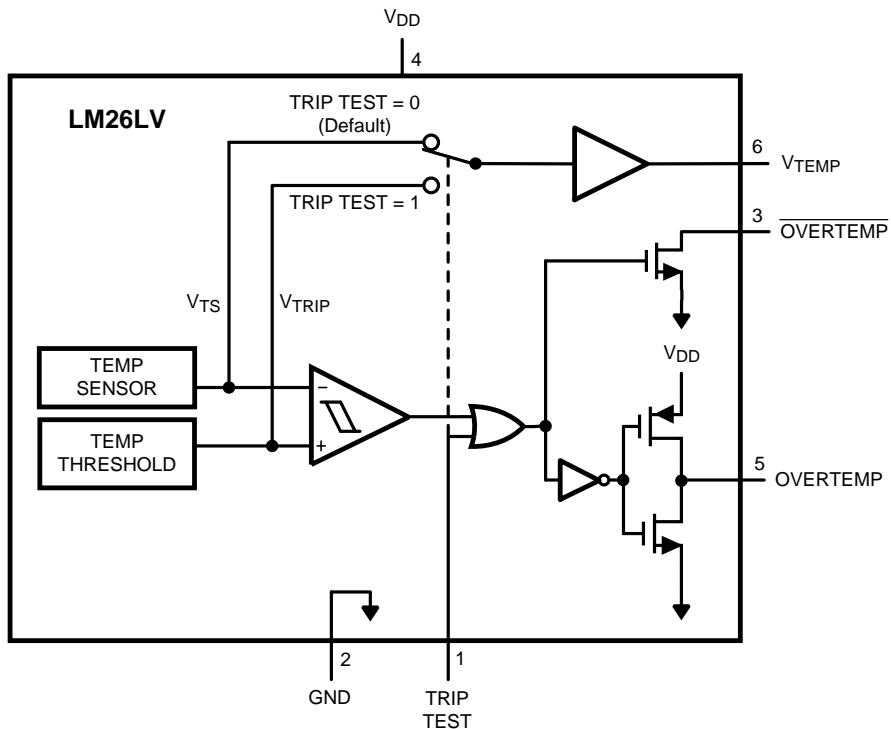 VDD
4
LM26LV
TRIP TEST = 0
(Default)
6
VTEMP
TRIP TEST = 1
3
OVERTEMP
VTS
VTRIP
VDD
TEMP
SENSOR
−
TEMP
THRESHOLD
+
5
OVERTEMP
2
1
GND
TRIP
TEST